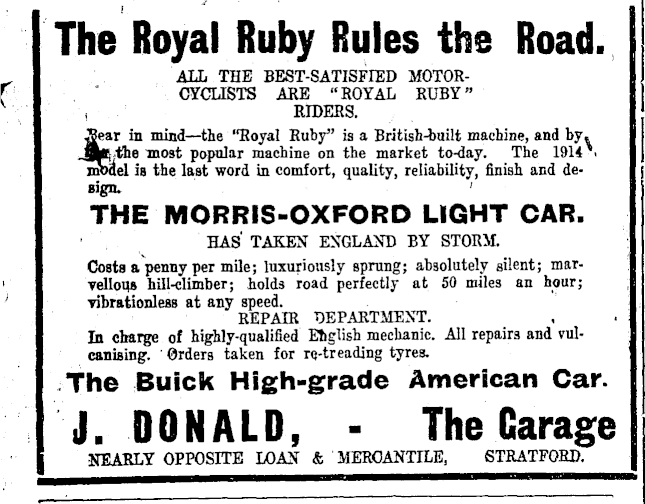 The Royal Ruby Rules the Road.
ALL THE BEST-SATISFIED MOTOR-
CYCLISTS ARE "ROYAL RUBY"
RIDERS.
Bear in mind—the "Royal Ruby" is a British-built machine, and by
the most popular machine on the market to-day. The 1914
model is the last word in comfort, quality, reliability, finish and de-
sign.
THE MORRIS-OXFORD LIGHT CAR.
HAS TAKEN ENGLAND BY STORM.
Costs a penny per mile; luxuriously sprung; absolutely silent; mar-
vellous hill-climber; holds road perfectly at 50 miles an hour;
vibrationless at any speed.
REPAIR DEPARTMENT.
In charge of highly-qualified English mechanic. All repairs and vul-
canising. Orders taken for re-treading tyres.
The Buick High-grade American Car.
J. DONALD, - The Garage
NEARLY OPPOSITE LOAN & MERCANTILE, STRATFORD.